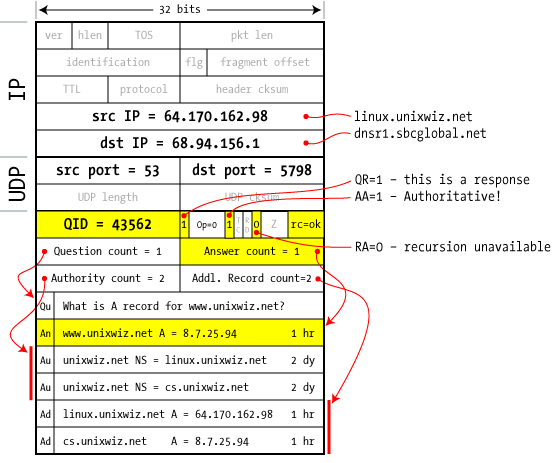 32 bits
ver hlen TOS pkt len
identification flg fragment offset
IP
TTL protocol header cksum
src IP = 64.170.162.98 linux.unixwiz.net
dst IP = 68.94.156.1 dnsr1.sbcglobal.net
UDP
src port = 53 dst port = 5798
QR=1 – this is a response
UDP length UDP cksum AA=1 – Authoritative!
QID = 43562 1 Op=0 1 TC RD 0 Z rc=ok
Question count = 1 Answer count = 1 RA=0 – recursion unavailable
Authority count = 2 Addl. Record count=2
Qu What is A record for www.unixwiz.net?
An www.unixwiz.net A = 8.7.25.94 1 hr
Au unixwiz.net NS = linux.unixwiz.net 2 dy
Au unixwiz.net NS = cs.unixwiz.net 2 dy
Ad linux.unixwiz.net A = 64.170.162.98 1 hr
Ad cs.unixwiz.net A = 8.7.25.94 1 hr